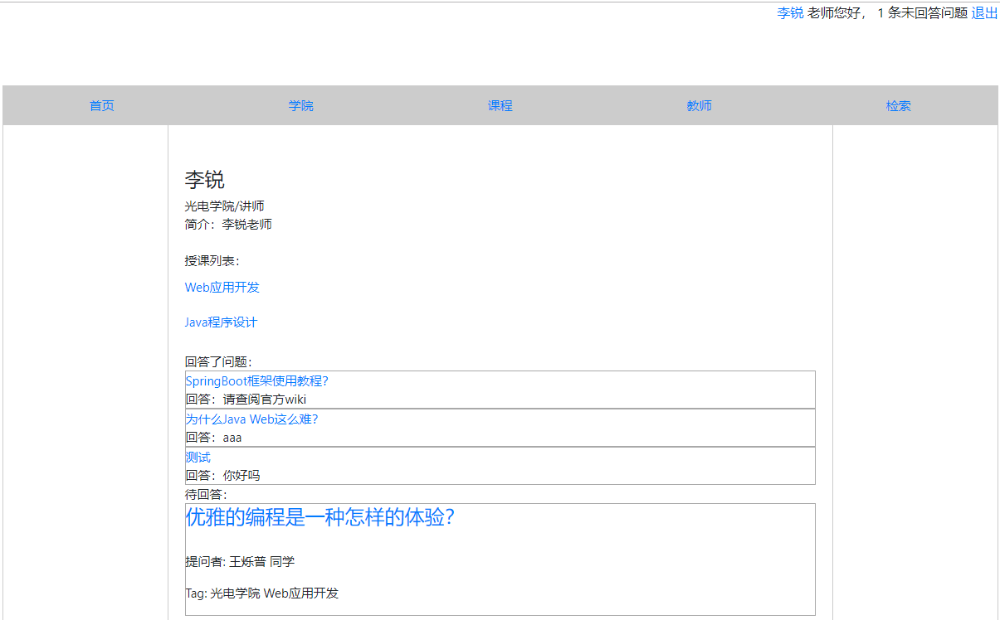 李锐 老师您好， 1 条未回答问题 退出
首页 学院 课程 教师 检索
李锐
光电学院/讲师
简介：李锐老师
授课列表：
Web应用开发
Java程序设计
回答了问题：
SpringBoot框架使用教程?
回答：请查阅官方wiki
为什么Java Web这么难?
回答：aaa
测试
回答：你好吗
待回答：
优雅的编程是一种怎样的体验?
提问者: 王烁普 同学
Tag: 光电学院 Web应用开发